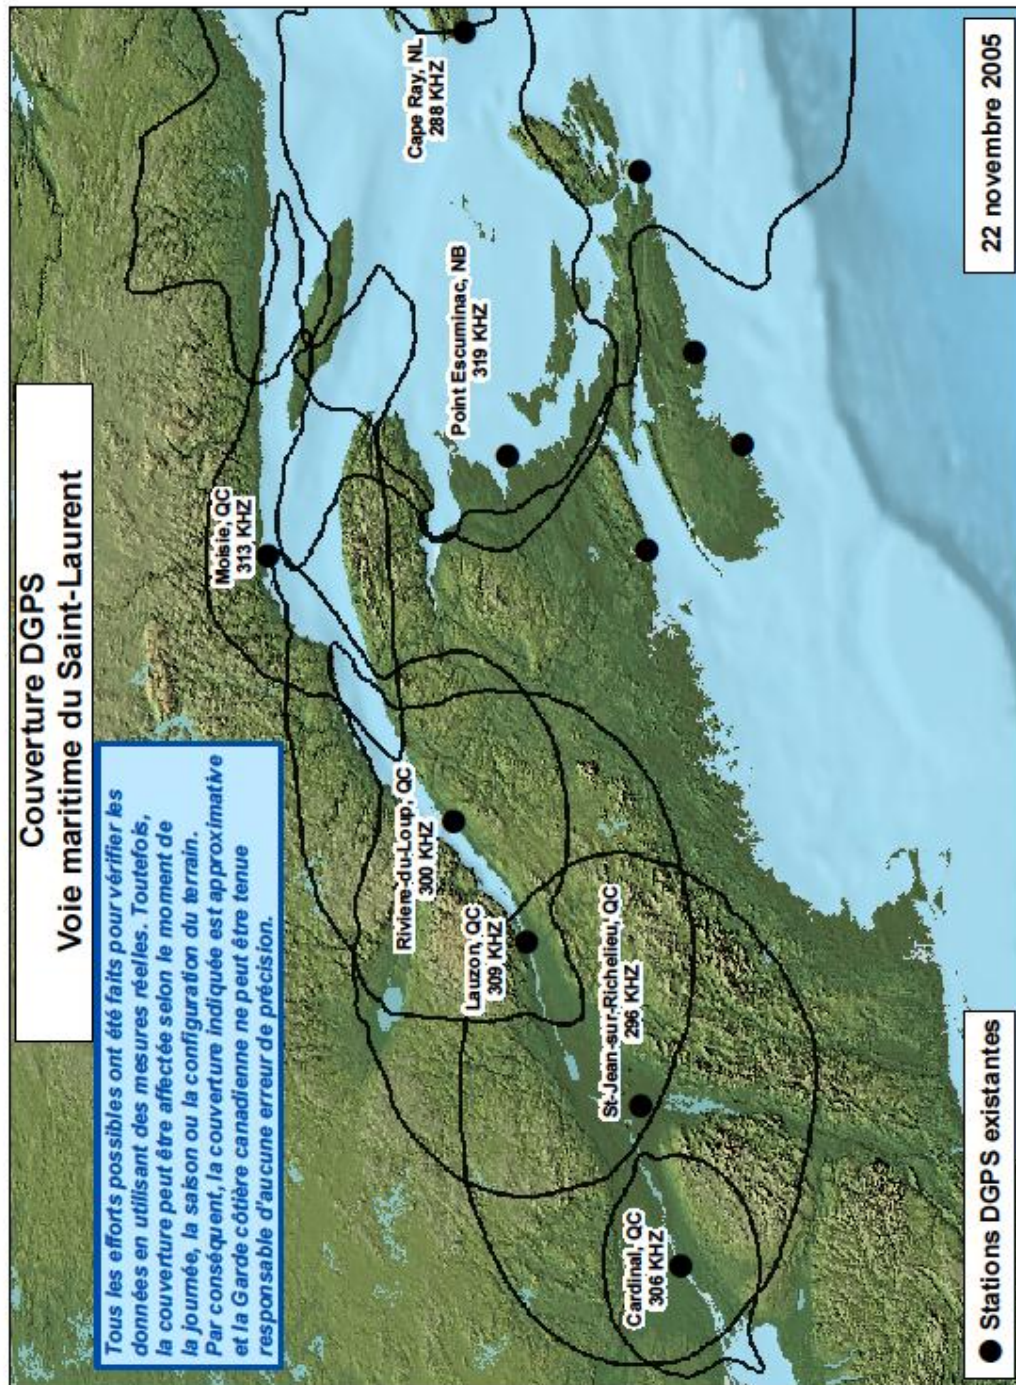 Couverture DGPS
Voie maritime du Saint-Laurent
Tous les efforts possibles ont été faits pour vérifier les
données en utilisant des mesures réelles. Toutefois,
la couverture peut être affectée selon le moment de
la journée, la saison ou la configuration du terrain.
Par conséquent, la couverture indiquée est approximative
et la Garde côtière canadienne ne peut être tenue
responsable d'aucune erreur de précision.
Moisie, QC
313 KHZ
Cape Ray, NL
288 KHZ
Riviere-du-Loup, QC
300 KHZ
Point Escuminac, NB
319 KHZ
Lauzon, QC
309 KHZ
St-Jean-sur-Richelieu, QC
296 KHZ
Cardinal, QC
306 KHZ
Stations DGPS existantes
22 novembre 2005